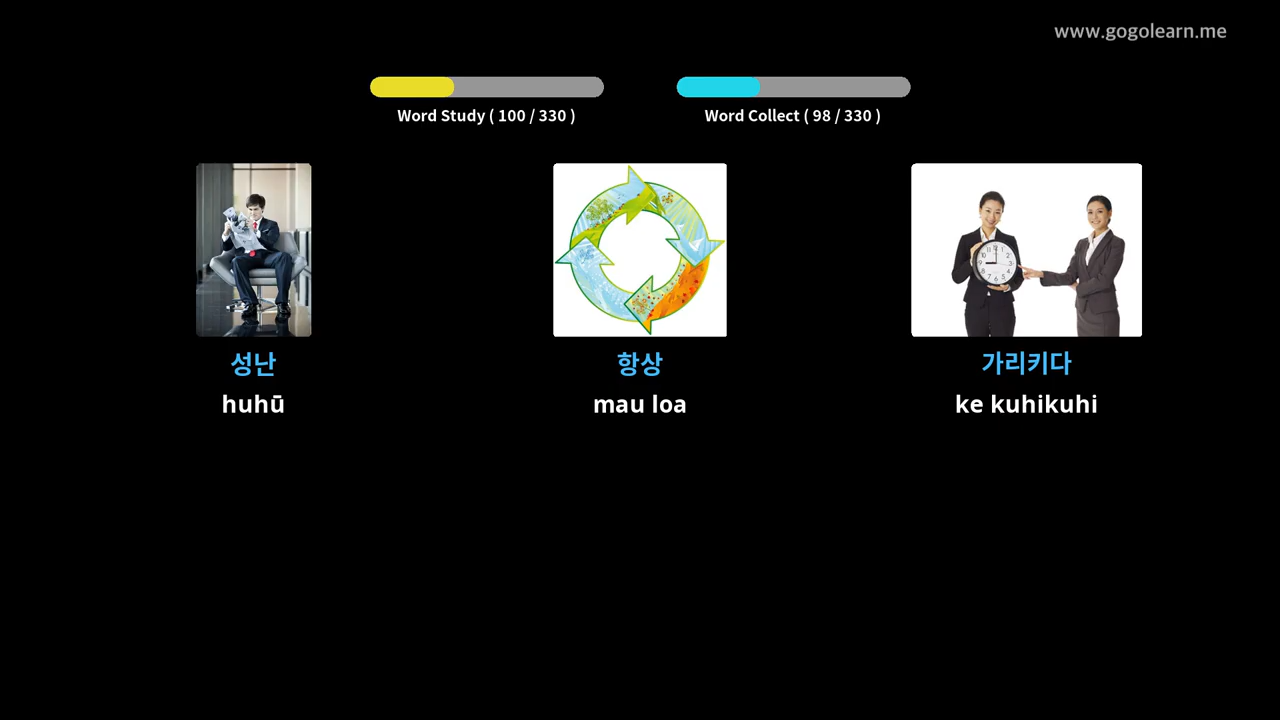 www.gogolearn.me
Word Study ( 100 / 330 )
Word Collect ( 98 / 330 )
성난
huhū
항상
mau loa
가리키다
ke kuhikuhi